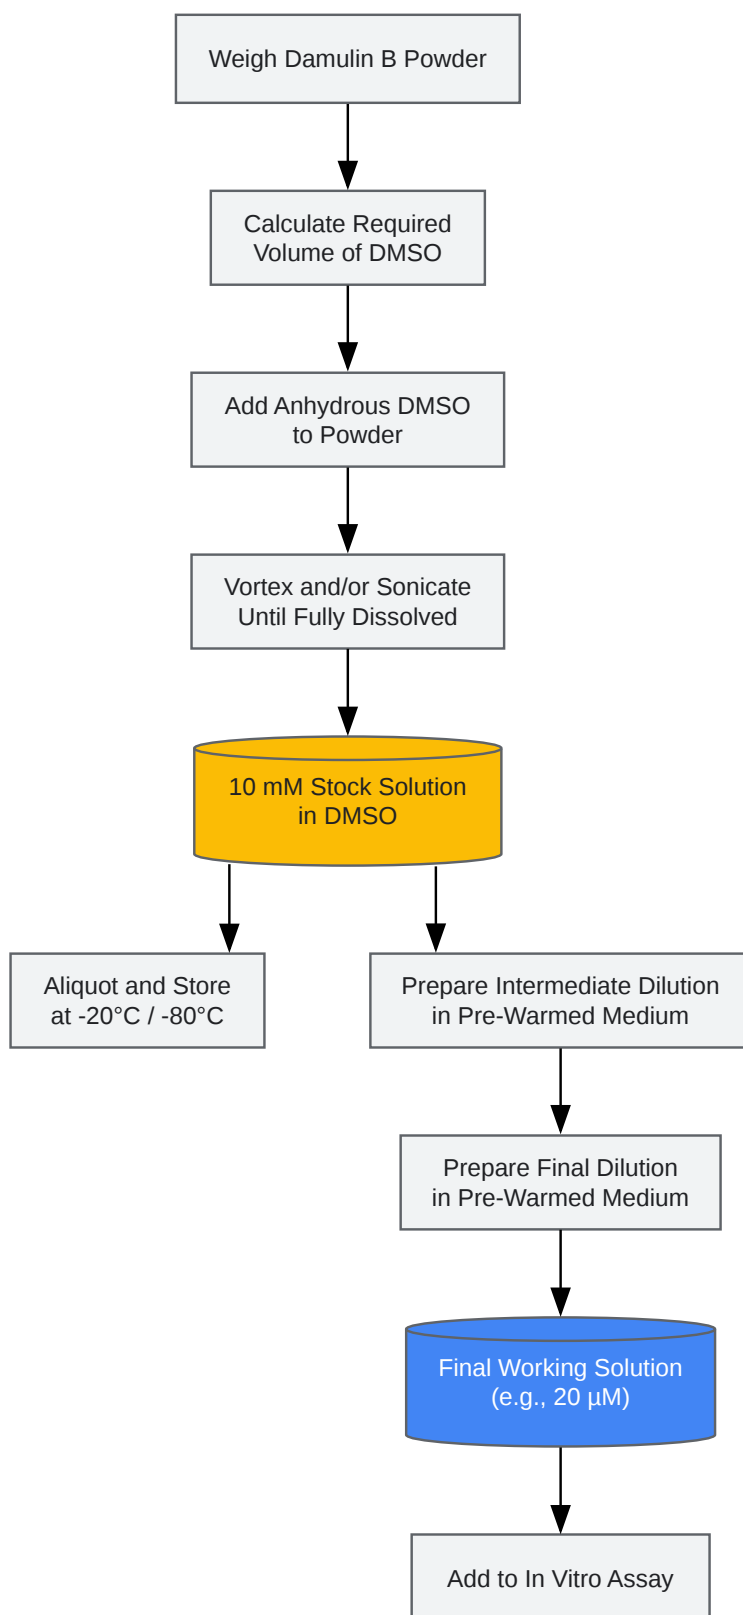 Weigh Damulin B Powder
Calculate Required
Volume of DMSO
Add Anhydrous DMSO
to Powder
Vortex and/or Sonicate
Until Fully Dissolved
10 mM Stock Solution
in DMSO
Aliquot and Store
at -20°C / -80°C
Prepare Intermediate Dilution
in Pre-Warmed Medium
Prepare Final Dilution
in Pre-Warmed Medium
Final Working Solution
(e.g., 20 µM)
Add to In Vitro Assay